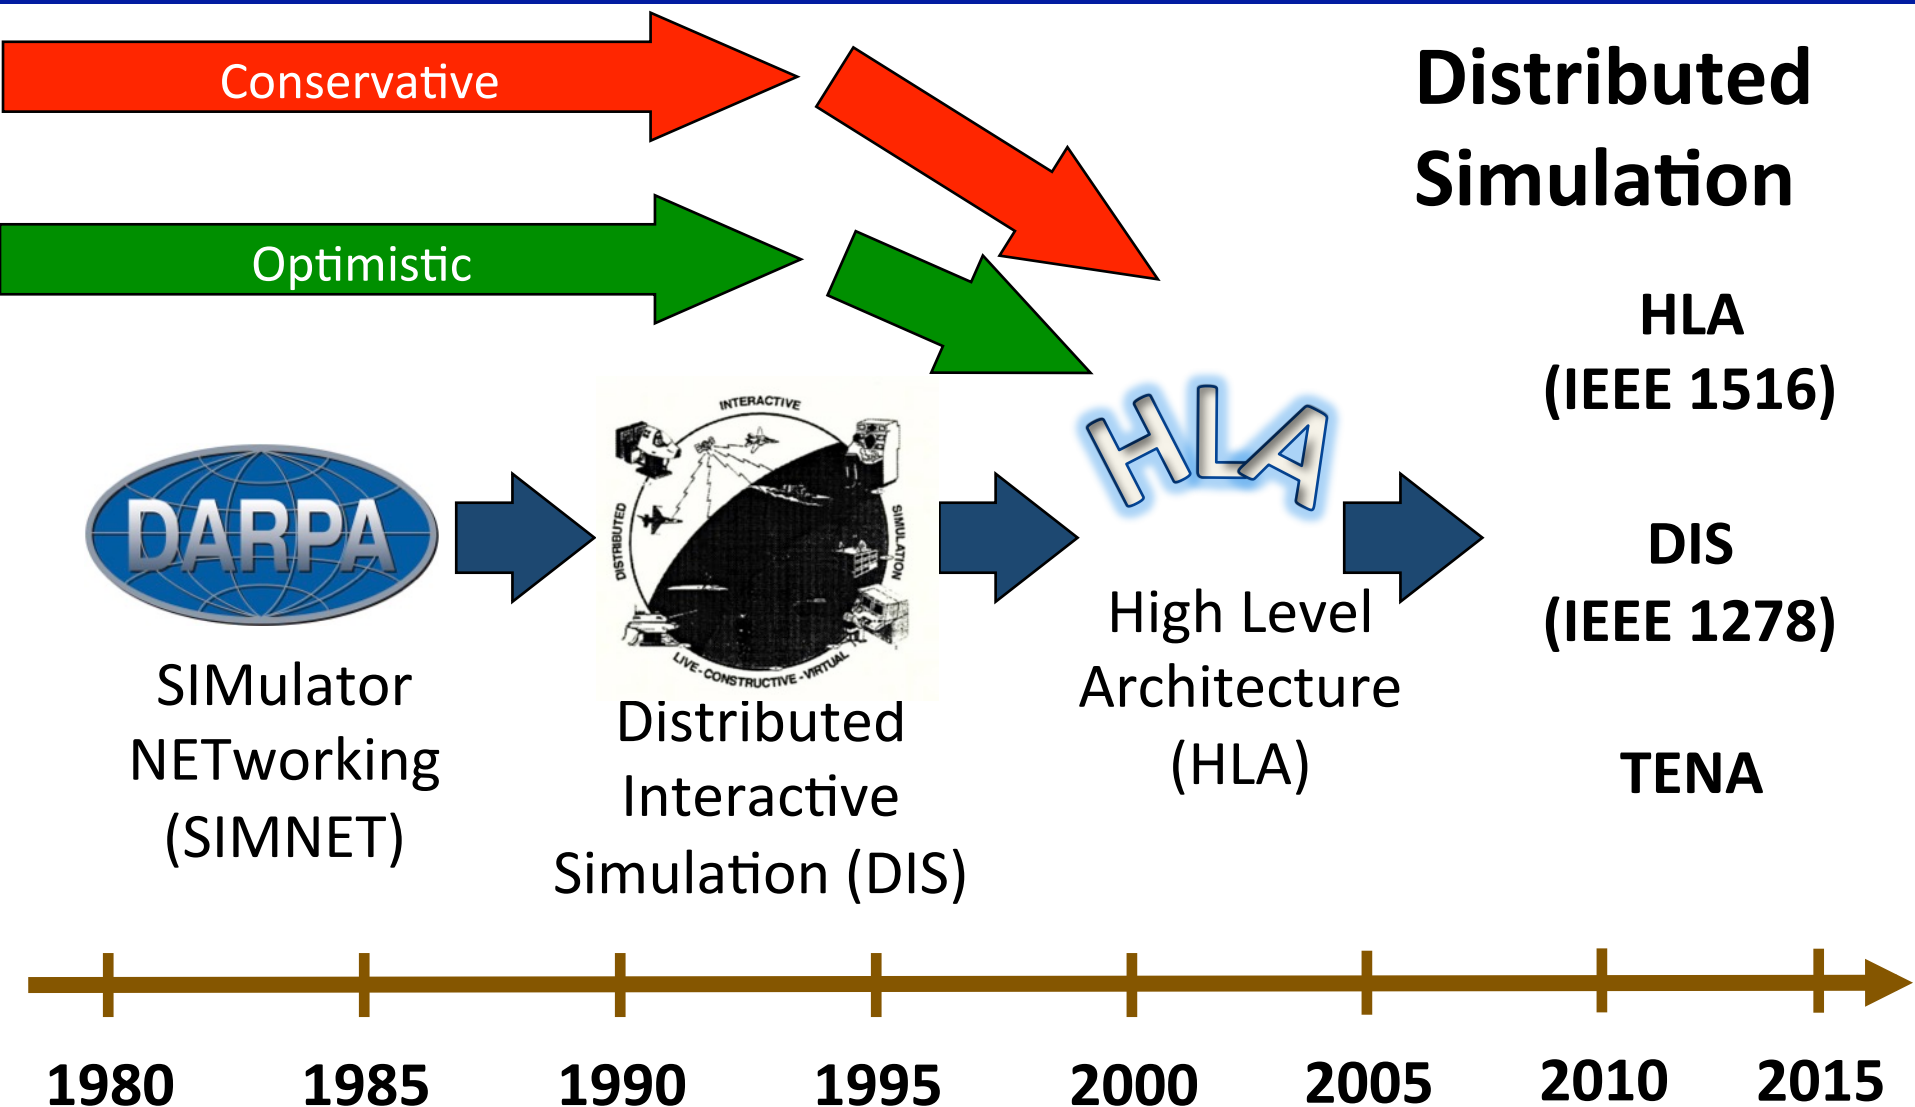 Conservative
Distributed
Simulation
Optimistic
HLA
(IEEE 1516)
DIS
(IEEE 1278)
TENA
DARPA
SIMulator
NETworking
(SIMNET)
INTERACTIVE
DISTRIBUTED
SIMULATION
LIVE-CONSTRUCTIVE-VIRTUAL
Distributed
Interactive
Simulation (DIS)
HLA
High Level
Architecture
(HLA)
1980 1985 1990 1995 2000 2005 2010 2015